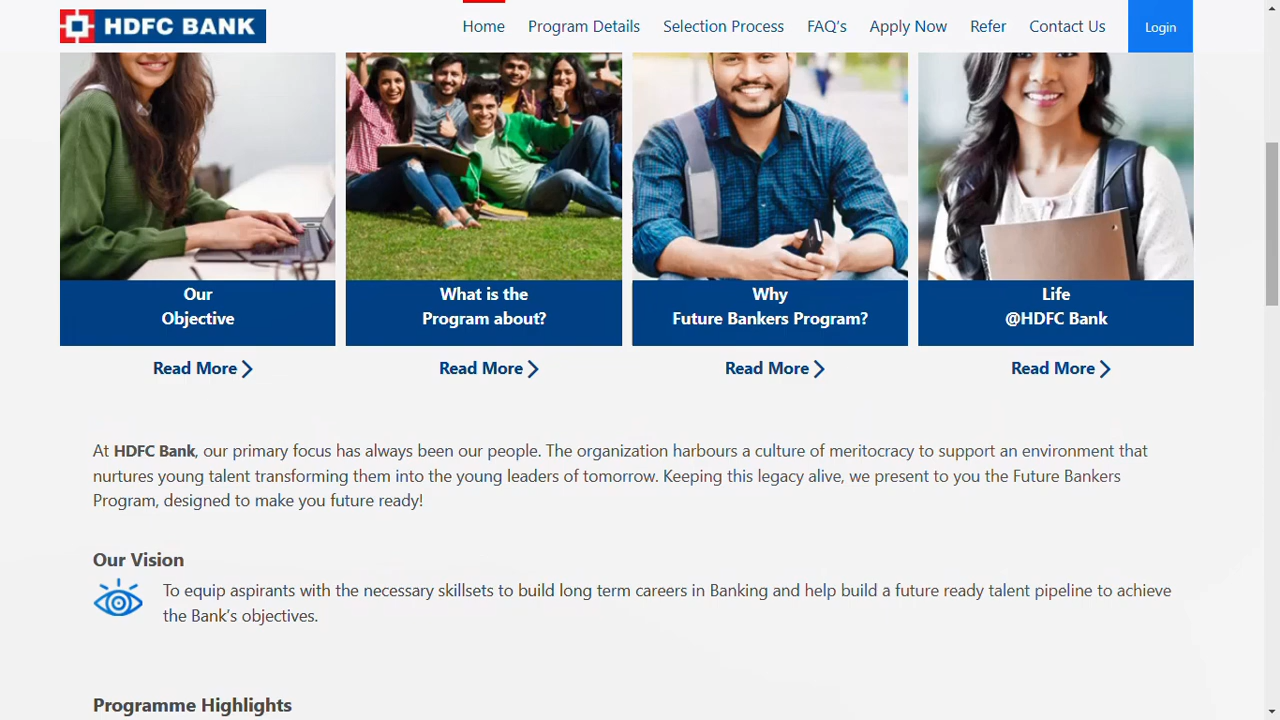 HDFC BANK
Home Program Details Selection Process FAQ's Apply Now Refer Contact Us Login
Our
Objective
What is the
Program about?
Why
Future Bankers Program?
Life
@HDFC Bank
Read More Read More Read More Read More
At HDFC Bank, our primary focus has always been our people. The organization harbours a culture of meritocracy to support an environment that
nurtures young talent transforming them into the young leaders of tomorrow. Keeping this legacy alive, we present to you the Future Bankers
Program, designed to make you future ready!
Our Vision
To equip aspirants with the necessary skillsets to build long term careers in Banking and help build a future ready talent pipeline to achieve
the Bank's objectives.
Programme Highlights